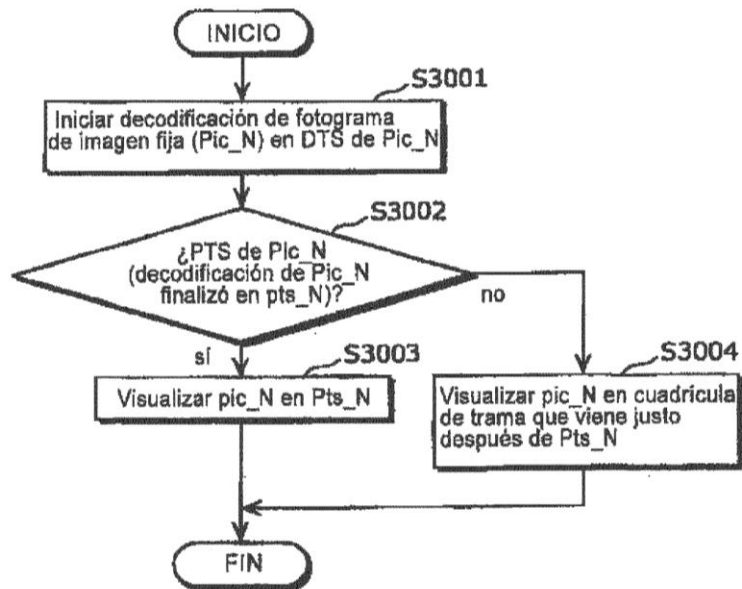 INICIO
S3001
Iniciar decodificación de fotograma
de imagen fija (Pic_N) en DTS de Pic_N
S3002
¿PTS de Pic_N
(decodificación de Pic_N
finalizó en pts_N)?
no
sí
S3003
Visualizar pic_N en Pts_N
S3004
Visualizar pic_N en cuadrícula
de trama que viene justo
después de Pts_N
FIN